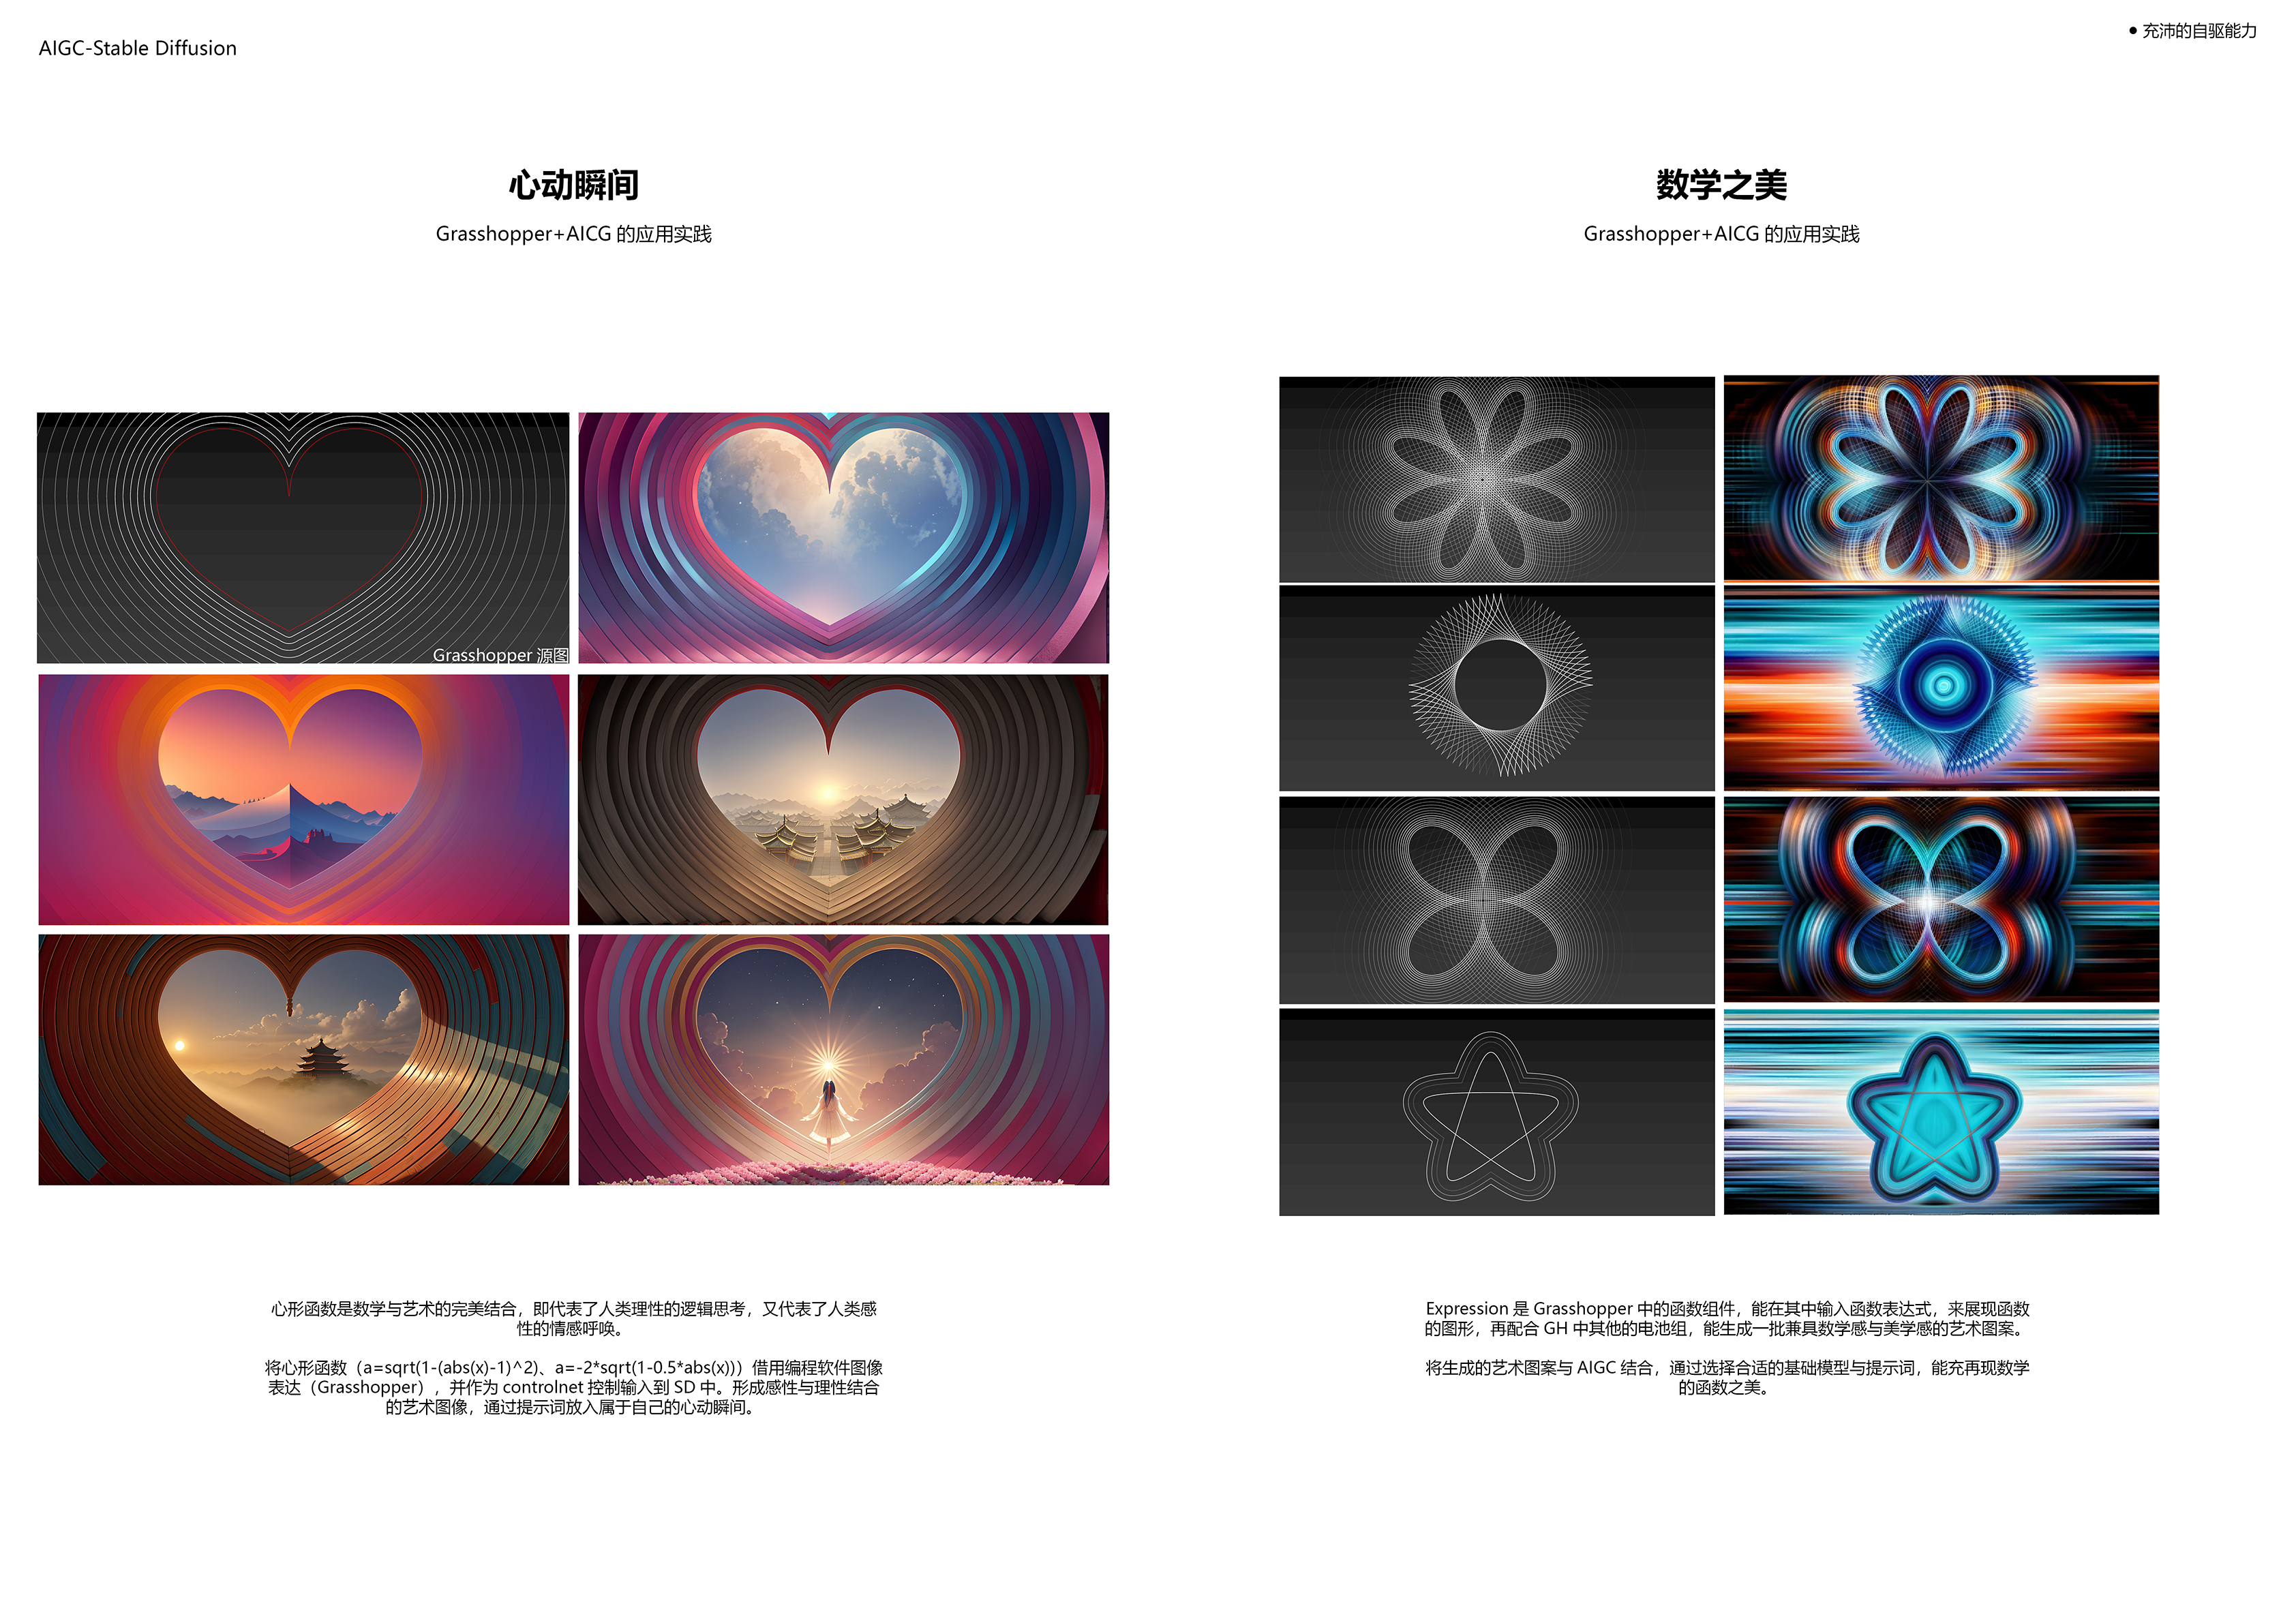 AIGC-Stable Diffusion
● 充沛的自驱能力
心动瞬间
Grasshopper+AICG 的应用实践
数学之美
Grasshopper+AICG 的应用实践
Grasshopper 源图
心形函数是数学与艺术的完美结合，即代表了人类理性的逻辑思考，又代表了人类感
性的情感呼唤。
将心形函数（a=sqrt(1-(abs(x)-1)^2)、a=-2*sqrt(1-0.5*abs(x))）借用编程软件图像
表达（Grasshopper），并作为 controlnet 控制输入到 SD 中。形成感性与理性结合
的艺术图像，通过提示词放入属于自己的心动瞬间。
Expression 是 Grasshopper 中的函数组件，能在其中输入函数表达式，来展现函数
的图形，再配合 GH 中其他的电池组，能生成一批兼具数学感与美学感的艺术图案。
将生成的艺术图案与 AIGC 结合，通过选择合适的基础模型与提示词，能充再现数学
的函数之美。